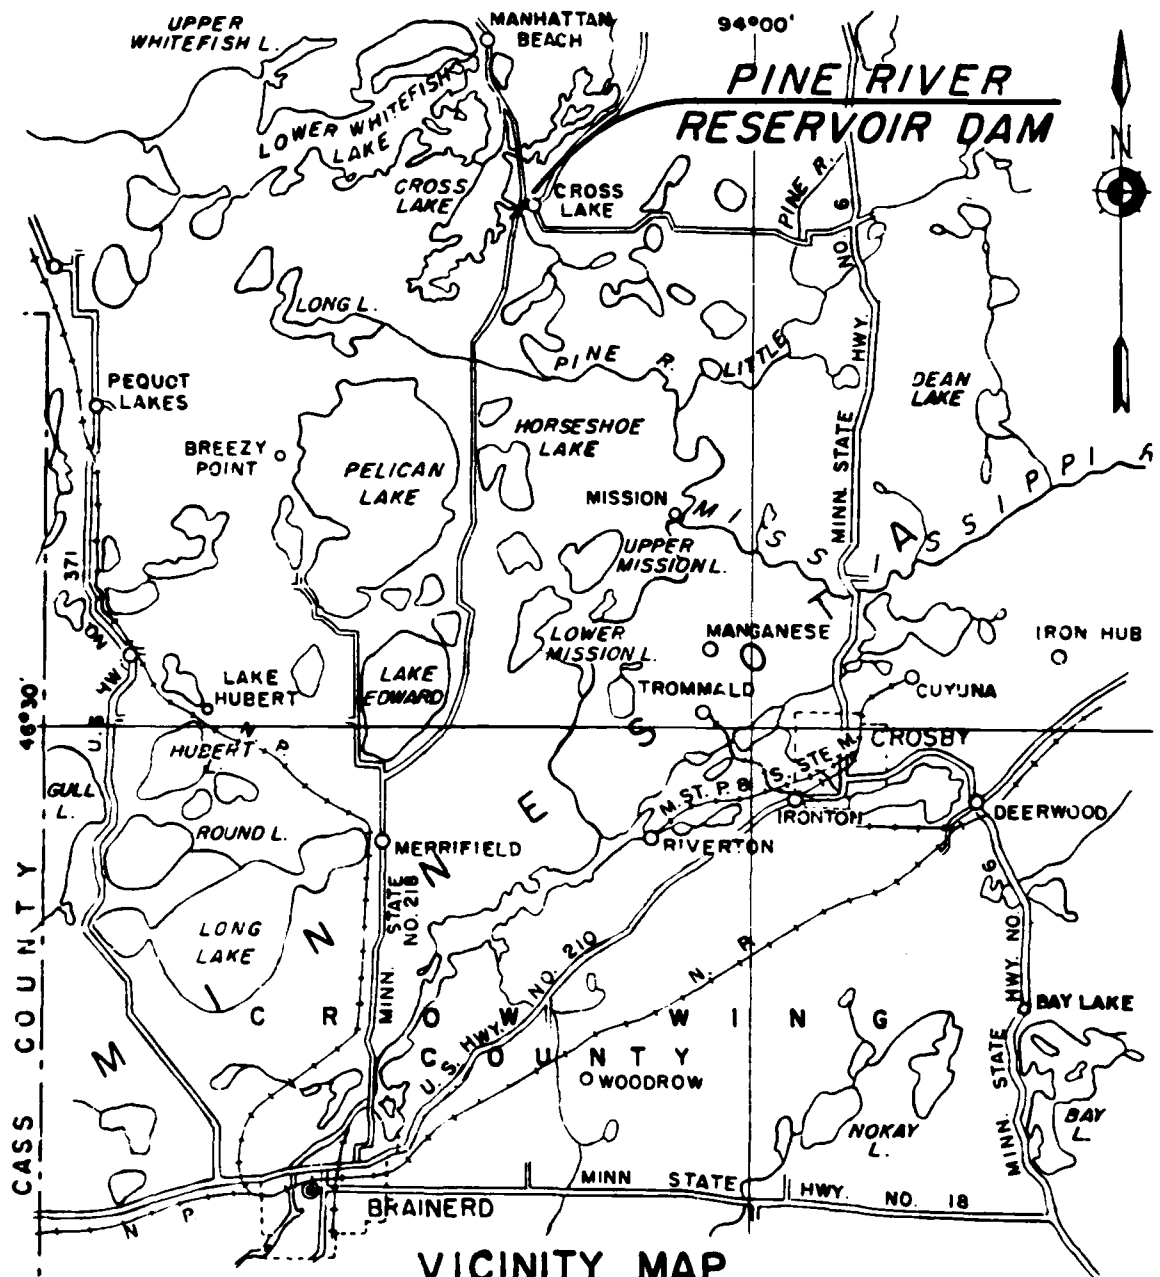 UPPER
WHITEFISH L.
MANHATTAN
BEACH
94°00'
PINE RIVER
RESERVOIR DAM
N
LOWER WHITEFISH
LAKE
CROSS
LAKE
CROSS
LAKE
PINE R.
NO. 6
LONG L.
PINE R.
LITTLE
HWY.
MINN. STATE
PEQUOT
LAKES
DEAN
LAKE
BREEZY
POINT
HORSESHOE
LAKE
PELICAN
LAKE
MISSION
MISSISSIPPI R
UPPER
MISSION L.
371
NO.
HWY.
U.S.
LOWER
MISSION L.
MANGANESE
IRON HUB
LAKE
HUBERT
LAKE
EDWARD
TROMMALD
CUYUNA
46°30'
HUBERT
N. P.
CROSBY
GULL
L.
M. ST. P. & S. STE. M.
IRONTON
DEERWOOD
ROUND L.
MERRIFIELD
RIVERTON
MINN. STATE
NO. 218
LONG
LAKE
U.S. HWY. NO. 210
N. P.
MINN. STATE HWY. NO. 6
BAY LAKE
CROW WING
COUNTY
MINNESOTA
CASS COUNTY
WOODROW
NOKAY
L.
BAY
L.
MINN STATE HWY. NO. 18
N P
BRAINERD
VICINITY MAP